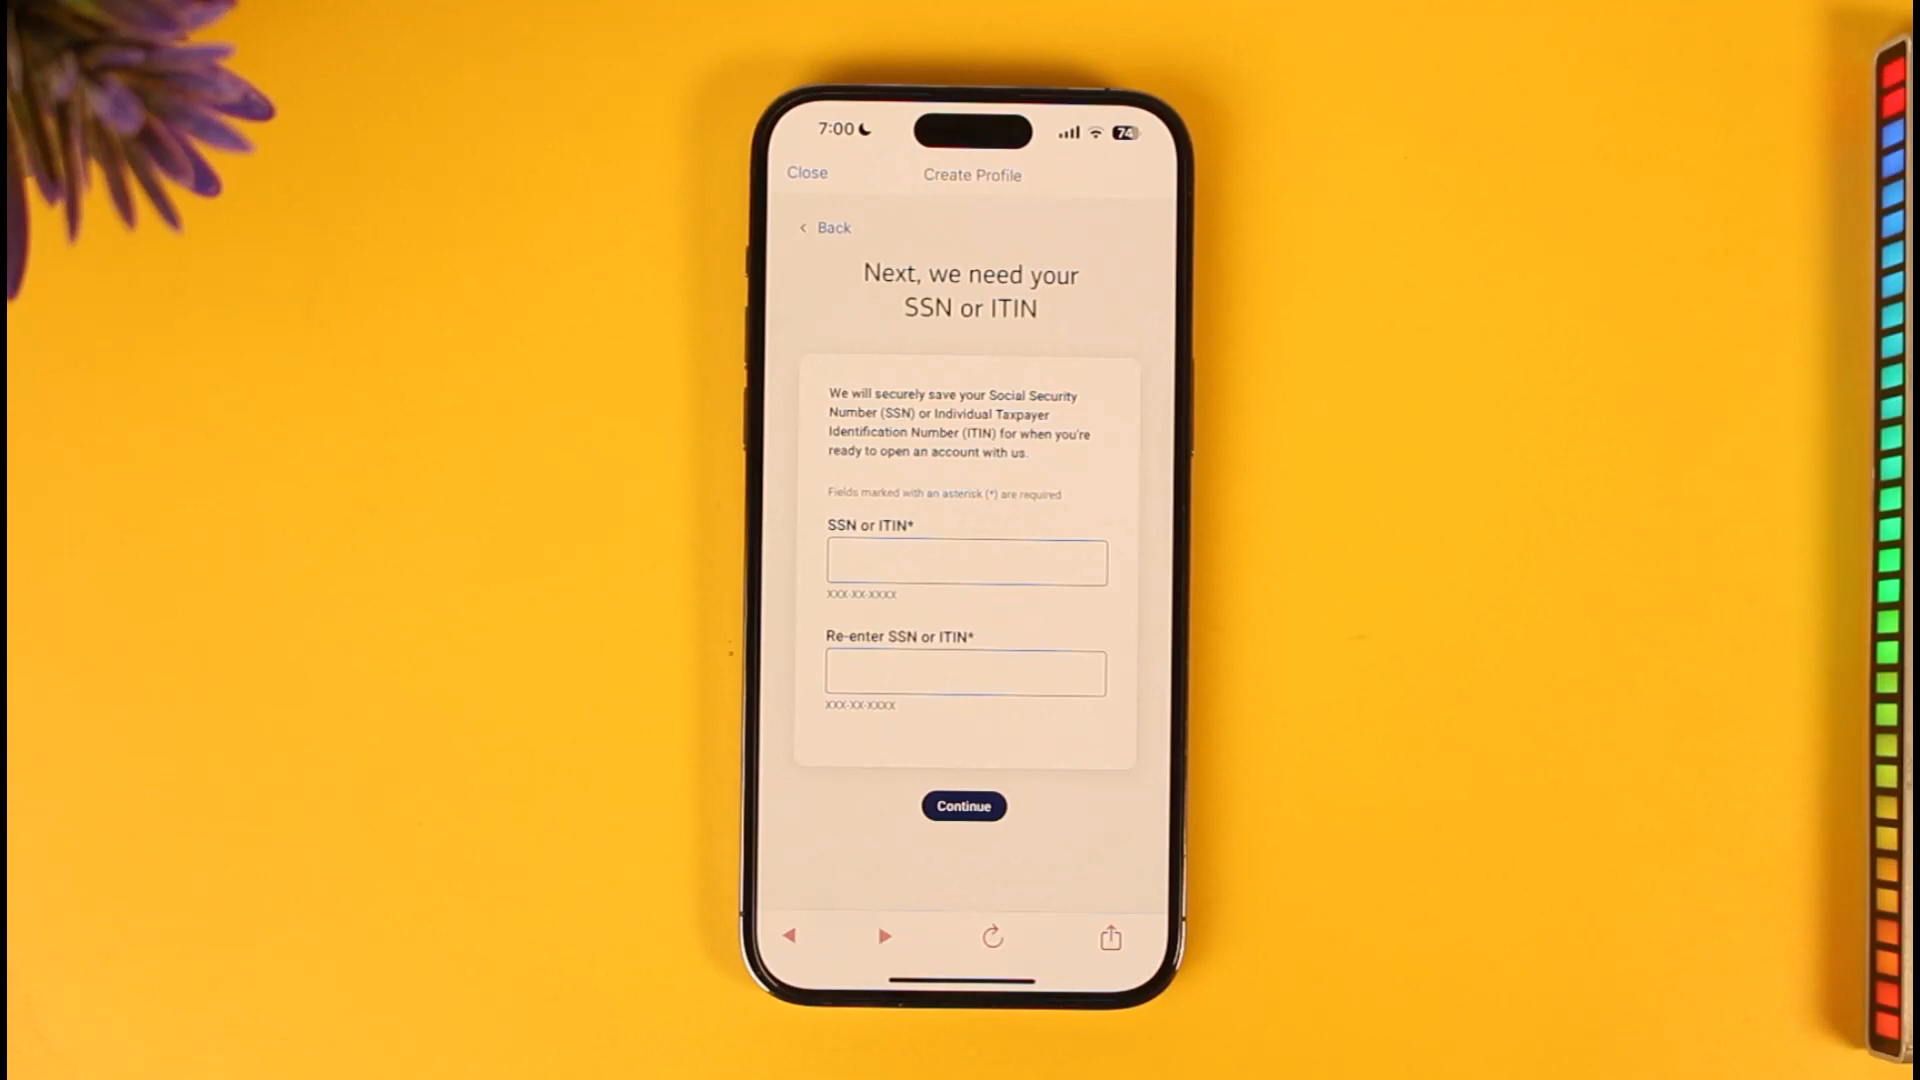 7:00
74
Close
Create Profile
Back
Next, we need your
SSN or ITIN
We will securely save your Social Security
Number (SSN) or Individual Taxpayer
Identification Number (ITIN) for when you're
ready to open an account with us.
Fields marked with an asterisk (*) are required
SSN or ITIN*
XXX-XX-XXXX
Re-enter SSN or ITIN*
XXX-XX-XXXX
Continue